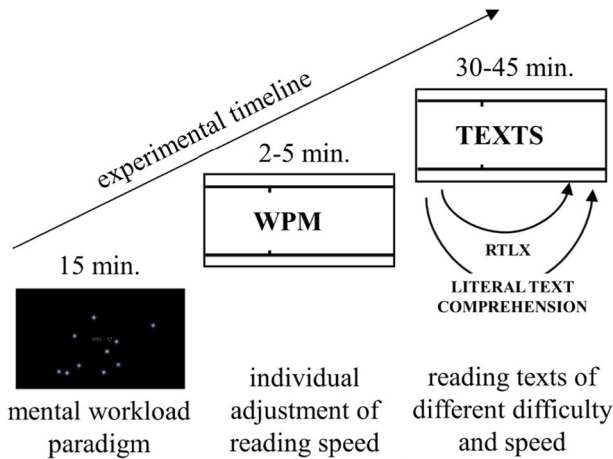 experimental timeline
15 min.
mental workload
paradigm
2-5 min.
WPM
individual
adjustment of
reading speed
30-45 min.
TEXTS
RTLX
LITERAL TEXT
COMPREHENSION
reading texts of
different difficulty
and speed